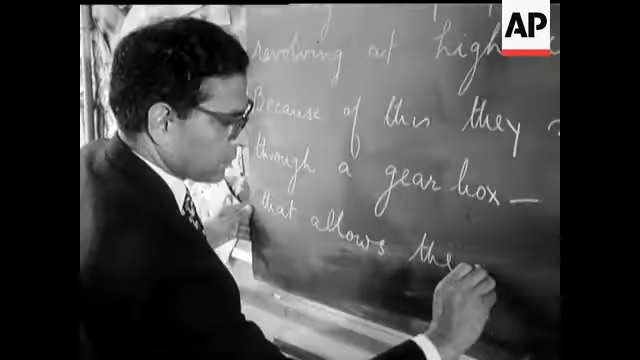 AP
revolving at high
Because of this they
through a gear box —
that allows the